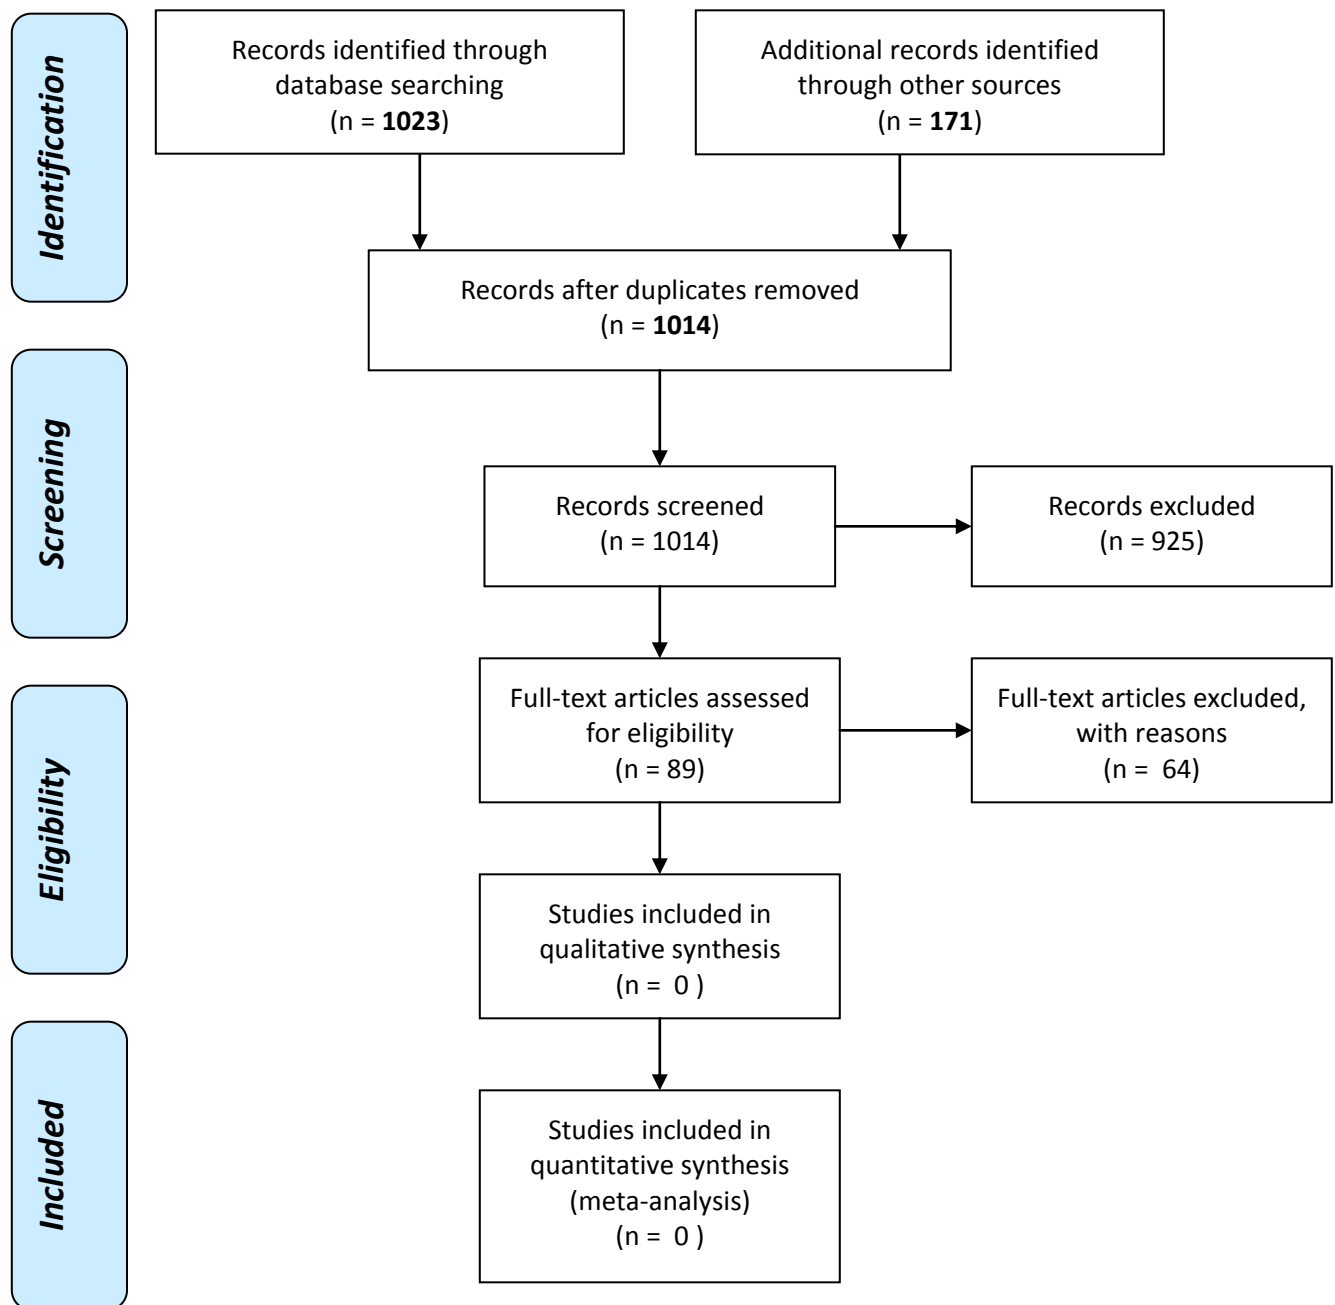 Identification
Records identified through
database searching
(n = 1023)
Additional records identified
through other sources
(n = 171)
Records after duplicates removed
(n = 1014)
Screening
Records screened
(n = 1014)
Records excluded
(n = 925)
Eligibility
Full-text articles assessed
for eligibility
(n = 89)
Full-text articles excluded,
with reasons
(n =  64)
Studies included in
qualitative synthesis
(n =  0 )
Included
Studies included in
quantitative synthesis
(meta-analysis)
(n =  0 )